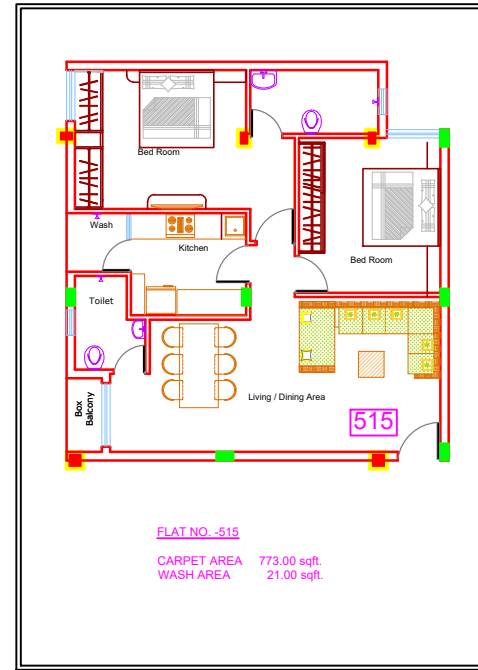 Bed Room
Wash
Kitchen
Bed Room
Toilet
Box
Balcony
Living / Dining Area
515
FLAT NO. -515
CARPET AREA 773.00 sqft.
WASH AREA 21.00 sqft.